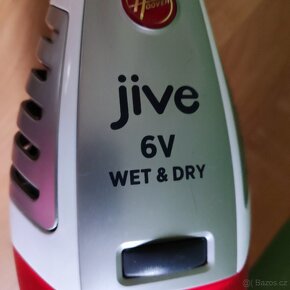 HOOVER
jive
6V
WET & DRY
Bazos.cz